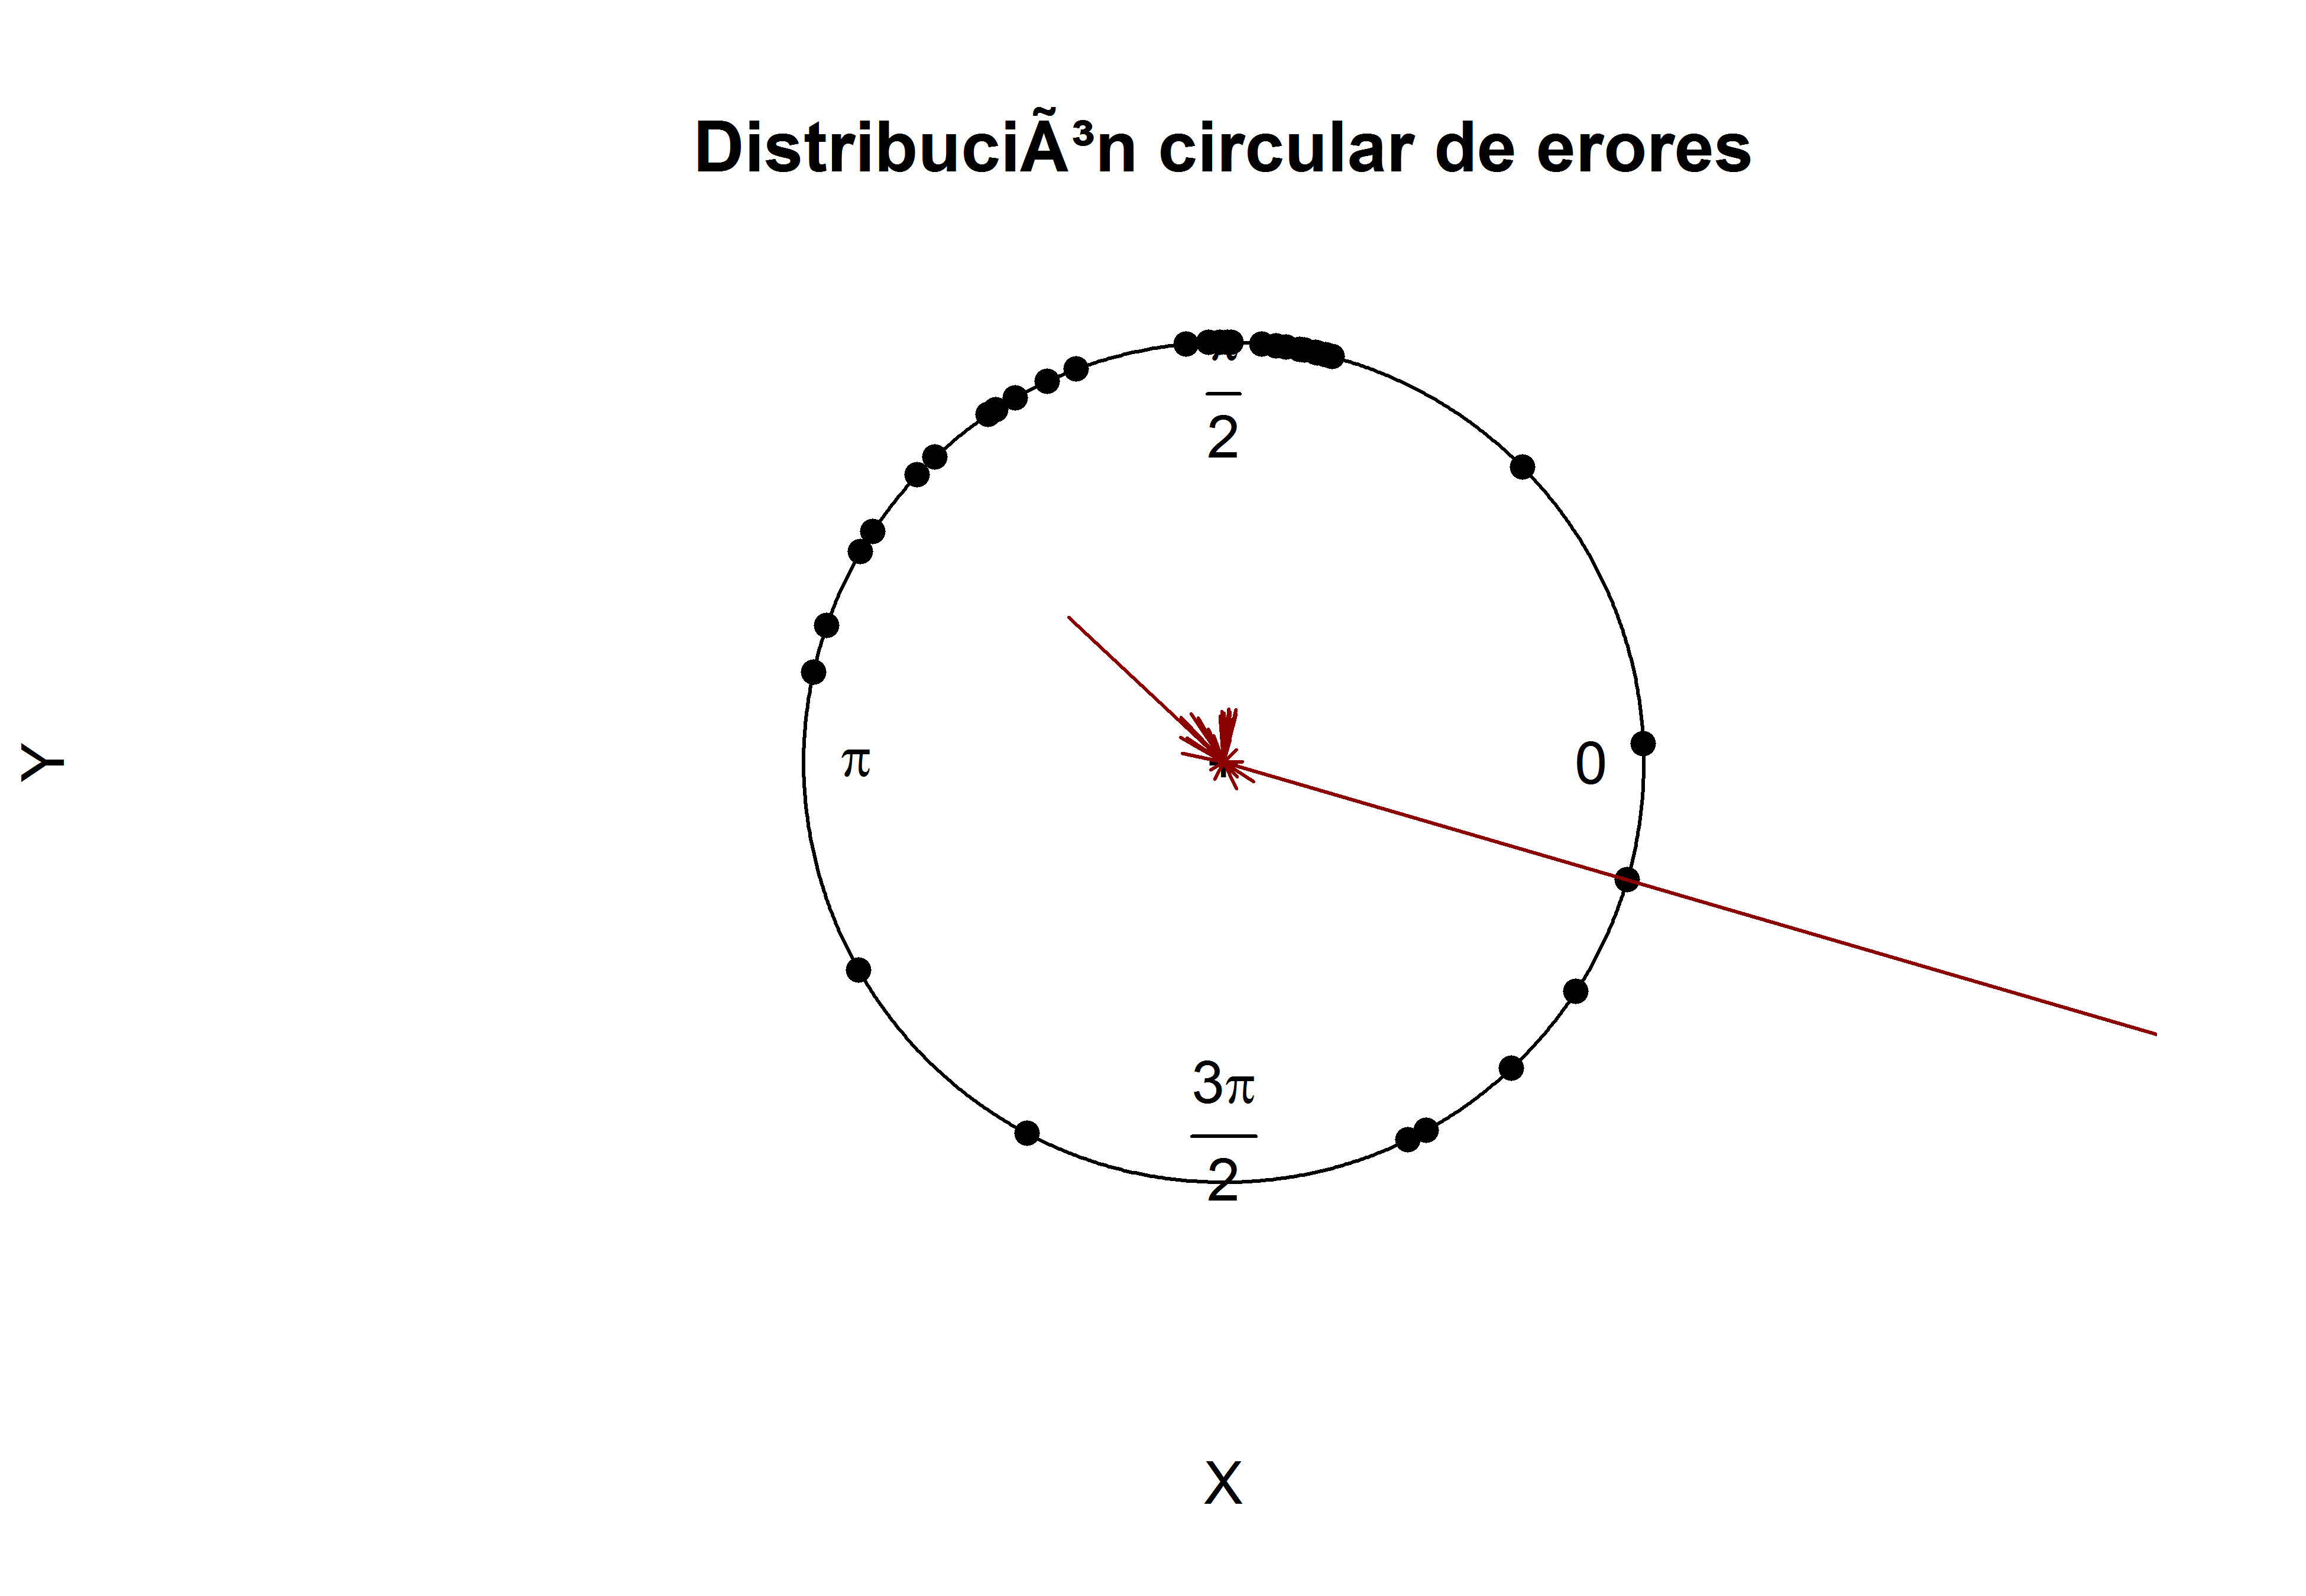 DistribuciÃ³n circular de erores
π
2
Y
π
0
3π
2
X